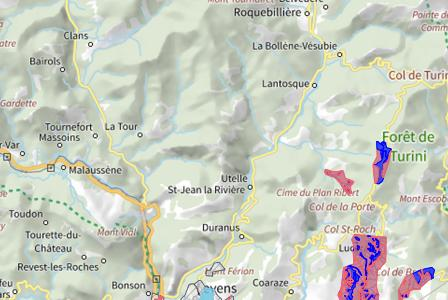 Belvédère
Roquebillière
Clans
La Bollène-Vésubie
Bairols
Col de Turini
Lantosque
Gardette
Tournefort
La Tour
Massoins
Forêt de
Turini
-Var
Malaussène
Utelle
St-Jean la Rivière
Cime du Plan Ribert
Col de la Porte
Toudon
Mont Vial
Duranus
Col St-Roch
Tourette-du-
Château
Revest-les-Roches
Mont Férion
Bonson
Coaraze